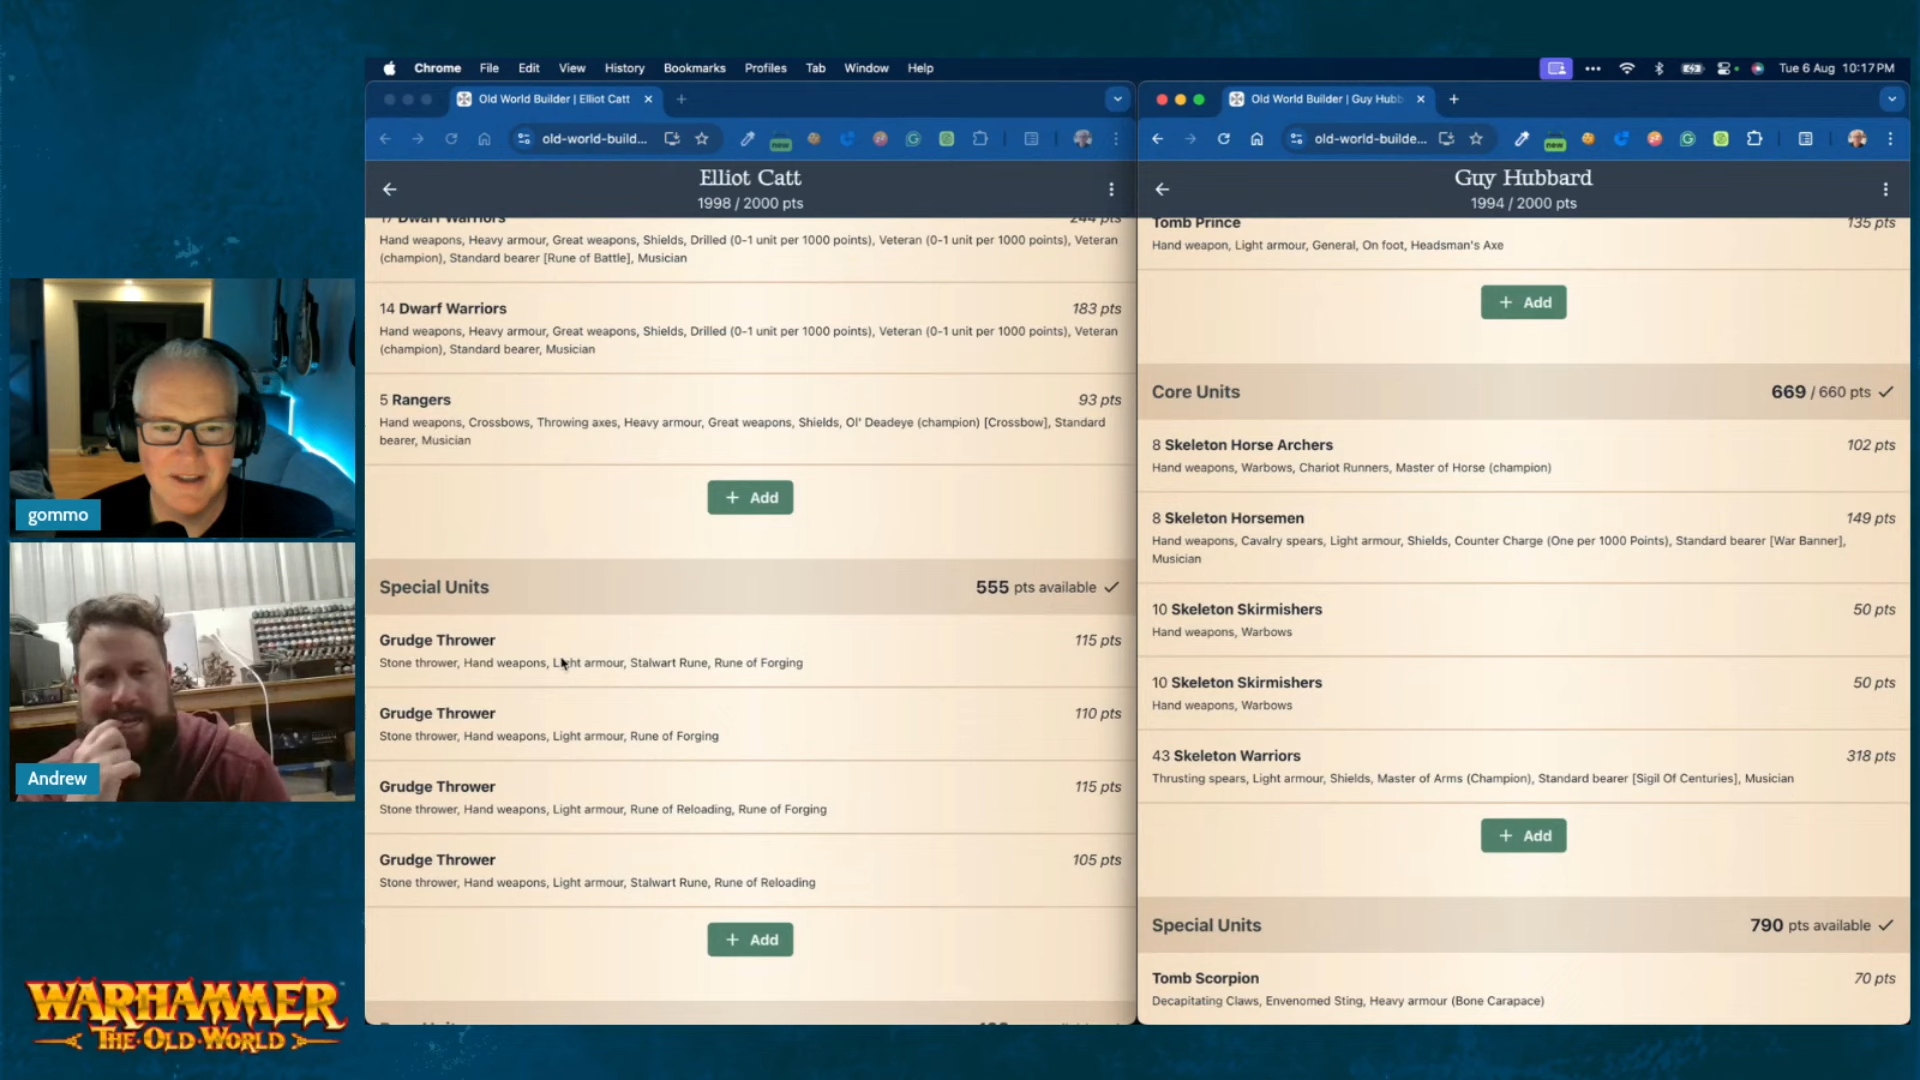 Chrome File Edit View History Bookmarks Profiles Tab Window Help
Tue 6 Aug 10:17PM
Old World Builder | Elliot Catt
old-world-build...
new
Elliot Catt
1998 / 2000 pts
17 Dwarf Warriors 244 pts
Hand weapons, Heavy armour, Great weapons, Shields, Drilled (0-1 unit per 1000 points), Veteran (0-1 unit per 1000 points), Veteran
(champion), Standard bearer [Rune of Battle], Musician
14 Dwarf Warriors 183 pts
Hand weapons, Heavy armour, Great weapons, Shields, Drilled (0-1 unit per 1000 points), Veteran (0-1 unit per 1000 points), Veteran
(champion), Standard bearer, Musician
5 Rangers 93 pts
Hand weapons, Crossbows, Throwing axes, Heavy armour, Great weapons, Shields, Ol' Deadeye (champion) [Crossbow], Standard
bearer, Musician
+ Add
Special Units 555 pts available
Grudge Thrower 115 pts
Stone thrower, Hand weapons, Light armour, Stalwart Rune, Rune of Forging
Grudge Thrower 110 pts
Stone thrower, Hand weapons, Light armour, Rune of Forging
Grudge Thrower 115 pts
Stone thrower, Hand weapons, Light armour, Rune of Reloading, Rune of Forging
Grudge Thrower 105 pts
Stone thrower, Hand weapons, Light armour, Stalwart Rune, Rune of Reloading
+ Add
Old World Builder | Guy Hubb
old-world-builde...
new
Guy Hubbard
1994 / 2000 pts
Tomb Prince 135 pts
Hand weapon, Light armour, General, On foot, Headsman's Axe
+ Add
Core Units 669 / 660 pts
8 Skeleton Horse Archers 102 pts
Hand weapons, Warbows, Chariot Runners, Master of Horse (champion)
8 Skeleton Horsemen 149 pts
Hand weapons, Cavalry spears, Light armour, Shields, Counter Charge (One per 1000 Points), Standard bearer [War Banner],
Musician
10 Skeleton Skirmishers 50 pts
Hand weapons, Warbows
10 Skeleton Skirmishers 50 pts
Hand weapons, Warbows
43 Skeleton Warriors 318 pts
Thrusting spears, Light armour, Shields, Master of Arms (Champion), Standard bearer [Sigil Of Centuries], Musician
+ Add
Special Units 790 pts available
Tomb Scorpion 70 pts
Decapitating Claws, Envenomed Sting, Heavy armour (Bone Carapace)
gommo
Andrew
WARHAMMER
THE OLD WORLD